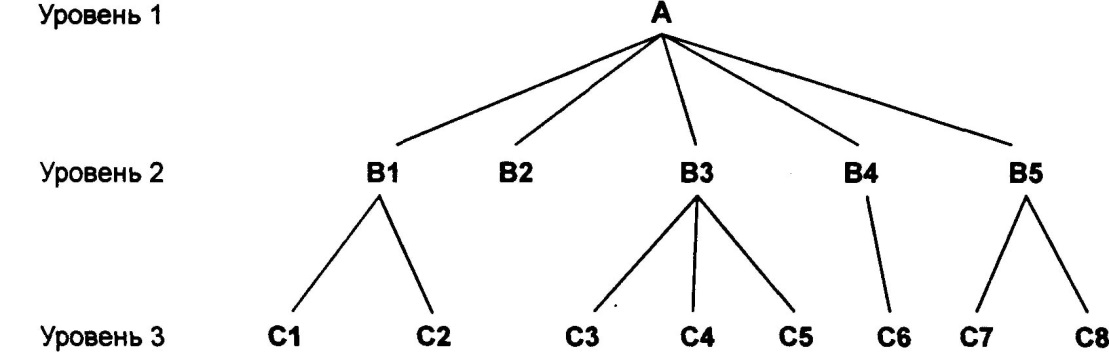 Уровень 1 A
Уровень 2 B1 B2 B3 B4 B5
Уровень 3 C1 C2 C3 C4 C5 C6 C7 C8